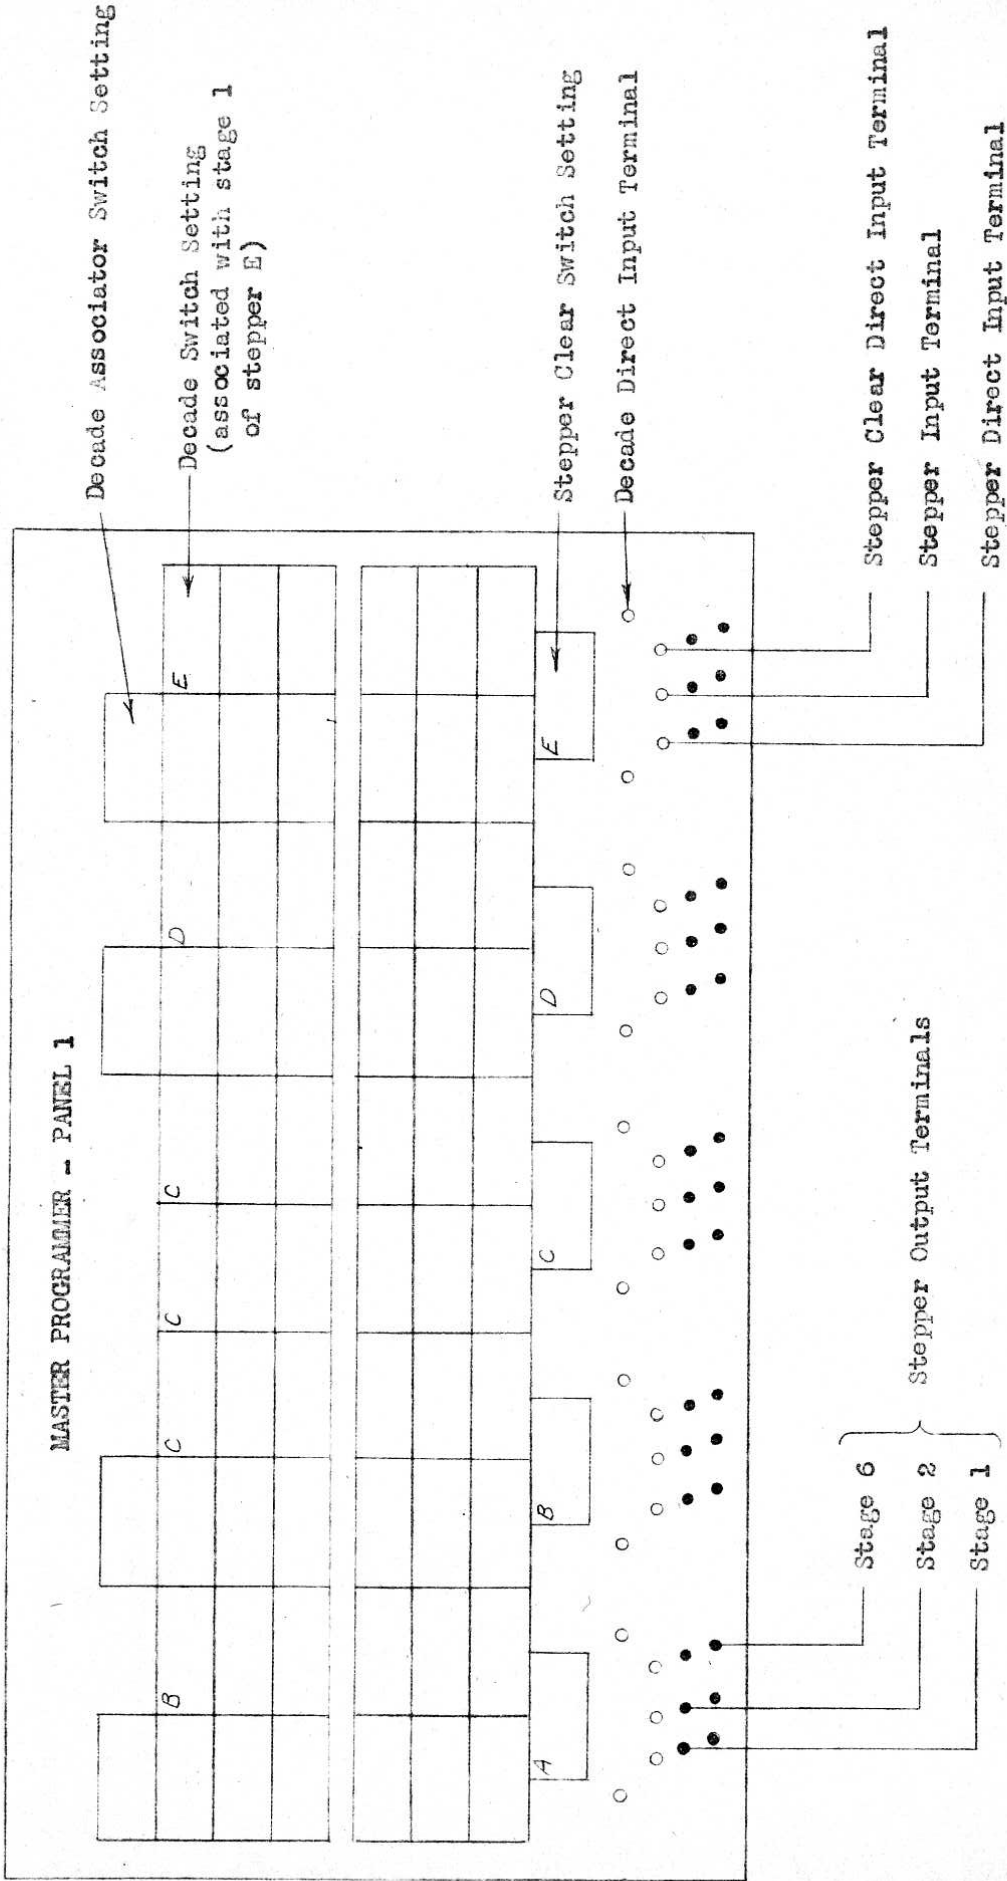 MASTER PROGRAMMER - PANEL 1
Decade Associator Switch Setting
Decade Switch Setting
(associated with stage 1
of stepper E)
B
C
C
C
D
E
A
B
C
D
E
Stepper Clear Switch Setting
Decade Direct Input Terminal
Stage 6
Stage 2
Stage 1
Stepper Output Terminals
Stepper Clear Direct Input Terminal
Stepper Input Terminal
Stepper Direct Input Terminal